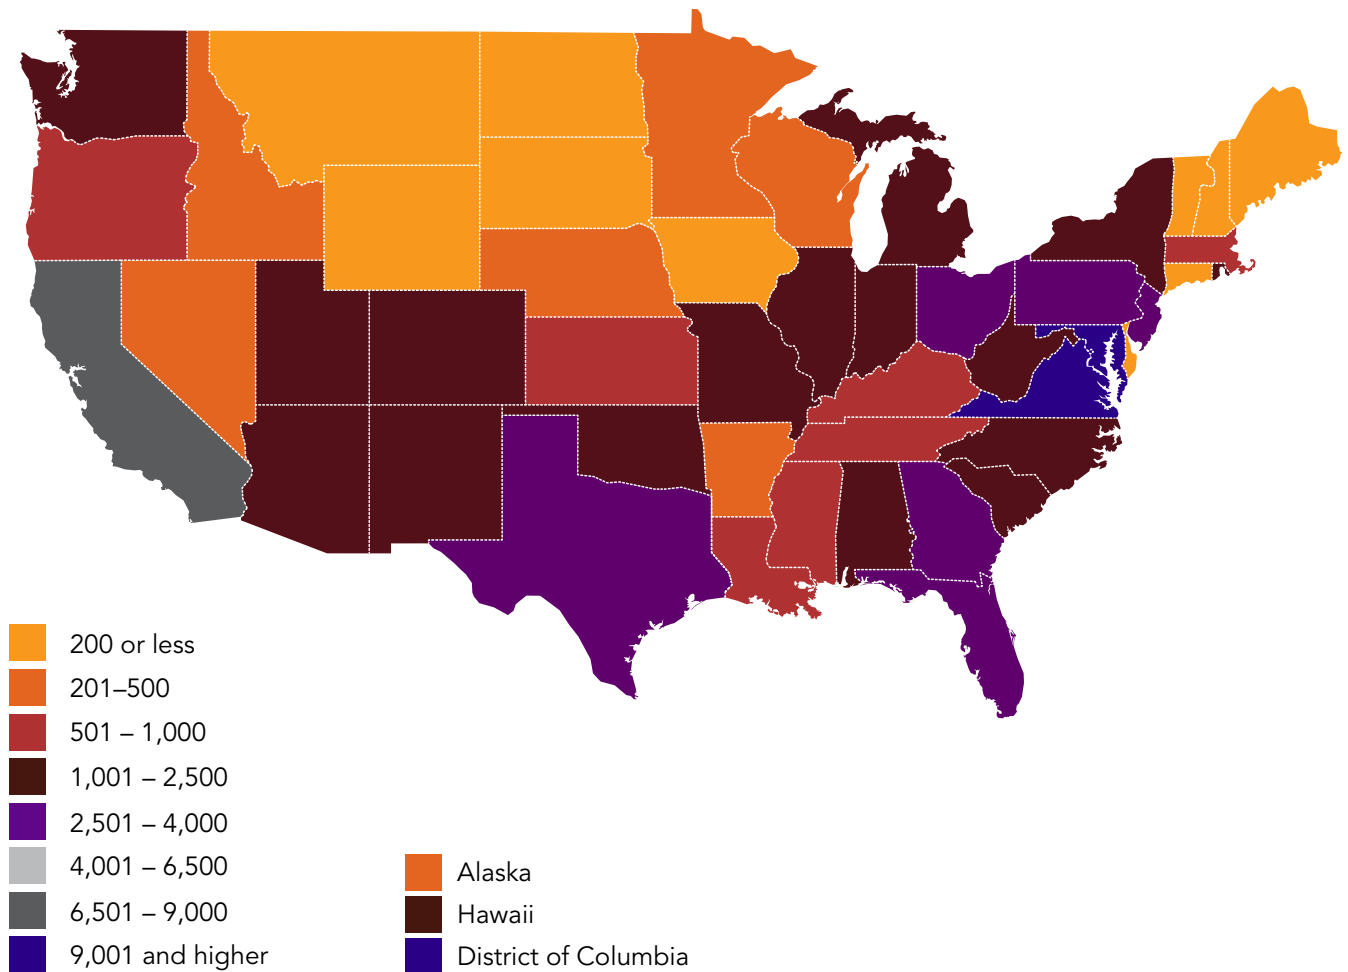 200 or less
201–500
501 – 1,000
1,001 – 2,500
2,501 – 4,000
4,001 – 6,500
6,501 – 9,000
9,001 and higher
Alaska
Hawaii
District of Columbia